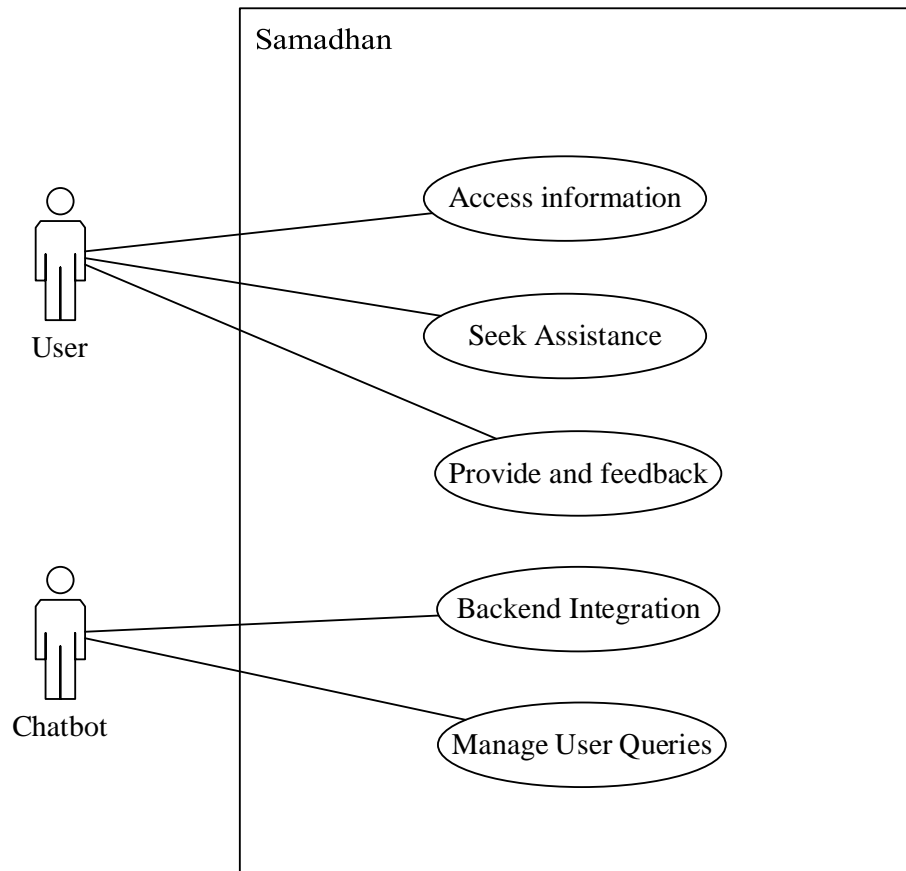 Samadhan
Access information
Seek Assistance
User
Provide and feedback
Backend Integration
Chatbot
Manage User Queries